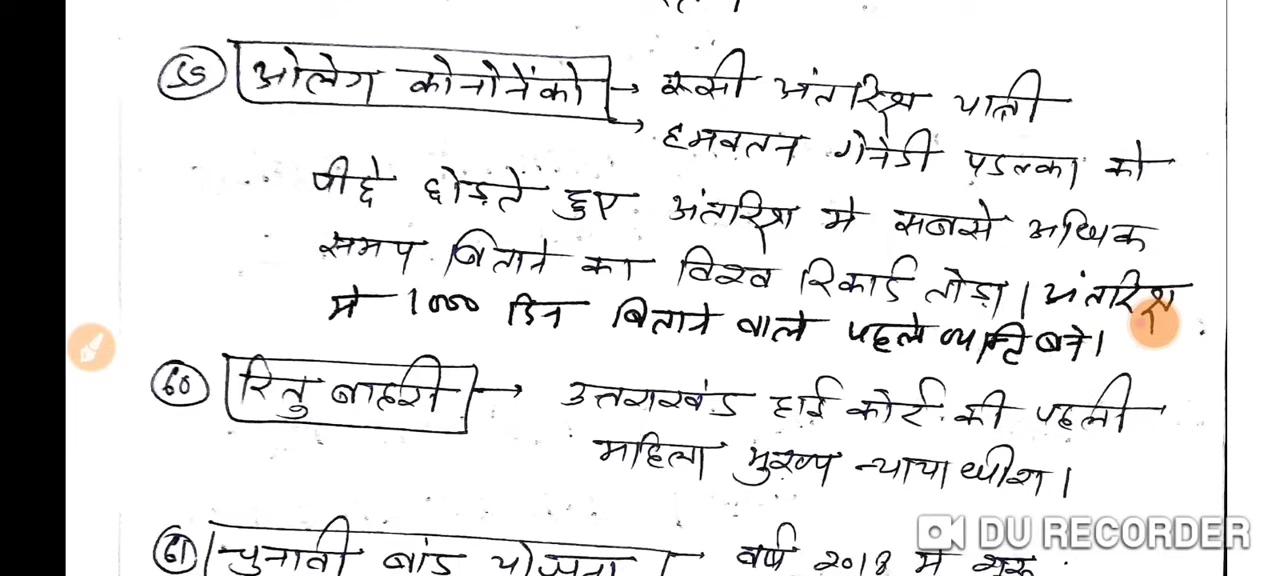 59 ओलेग कोनोनेंको → रूसी अंतरिक्ष यात्री
→ हमवतन गेनेडी पडल्का को
पीछे छोड़ते हुए अंतरिक्ष मे सबसे अधिक
समय बिताने का विश्व रिकार्ड तोड़ा। अंतरिक्ष
मे 1000 दिन बिताने वाले पहले व्यक्ति बने।
60 रितु बाहरी → उत्तराखंड हाई कोर्ट की पहली
महिला मुख्य न्यायाधीश।
61 चुनावी बांड योजना → वर्ष 2018 में शुरू
DU RECORDER